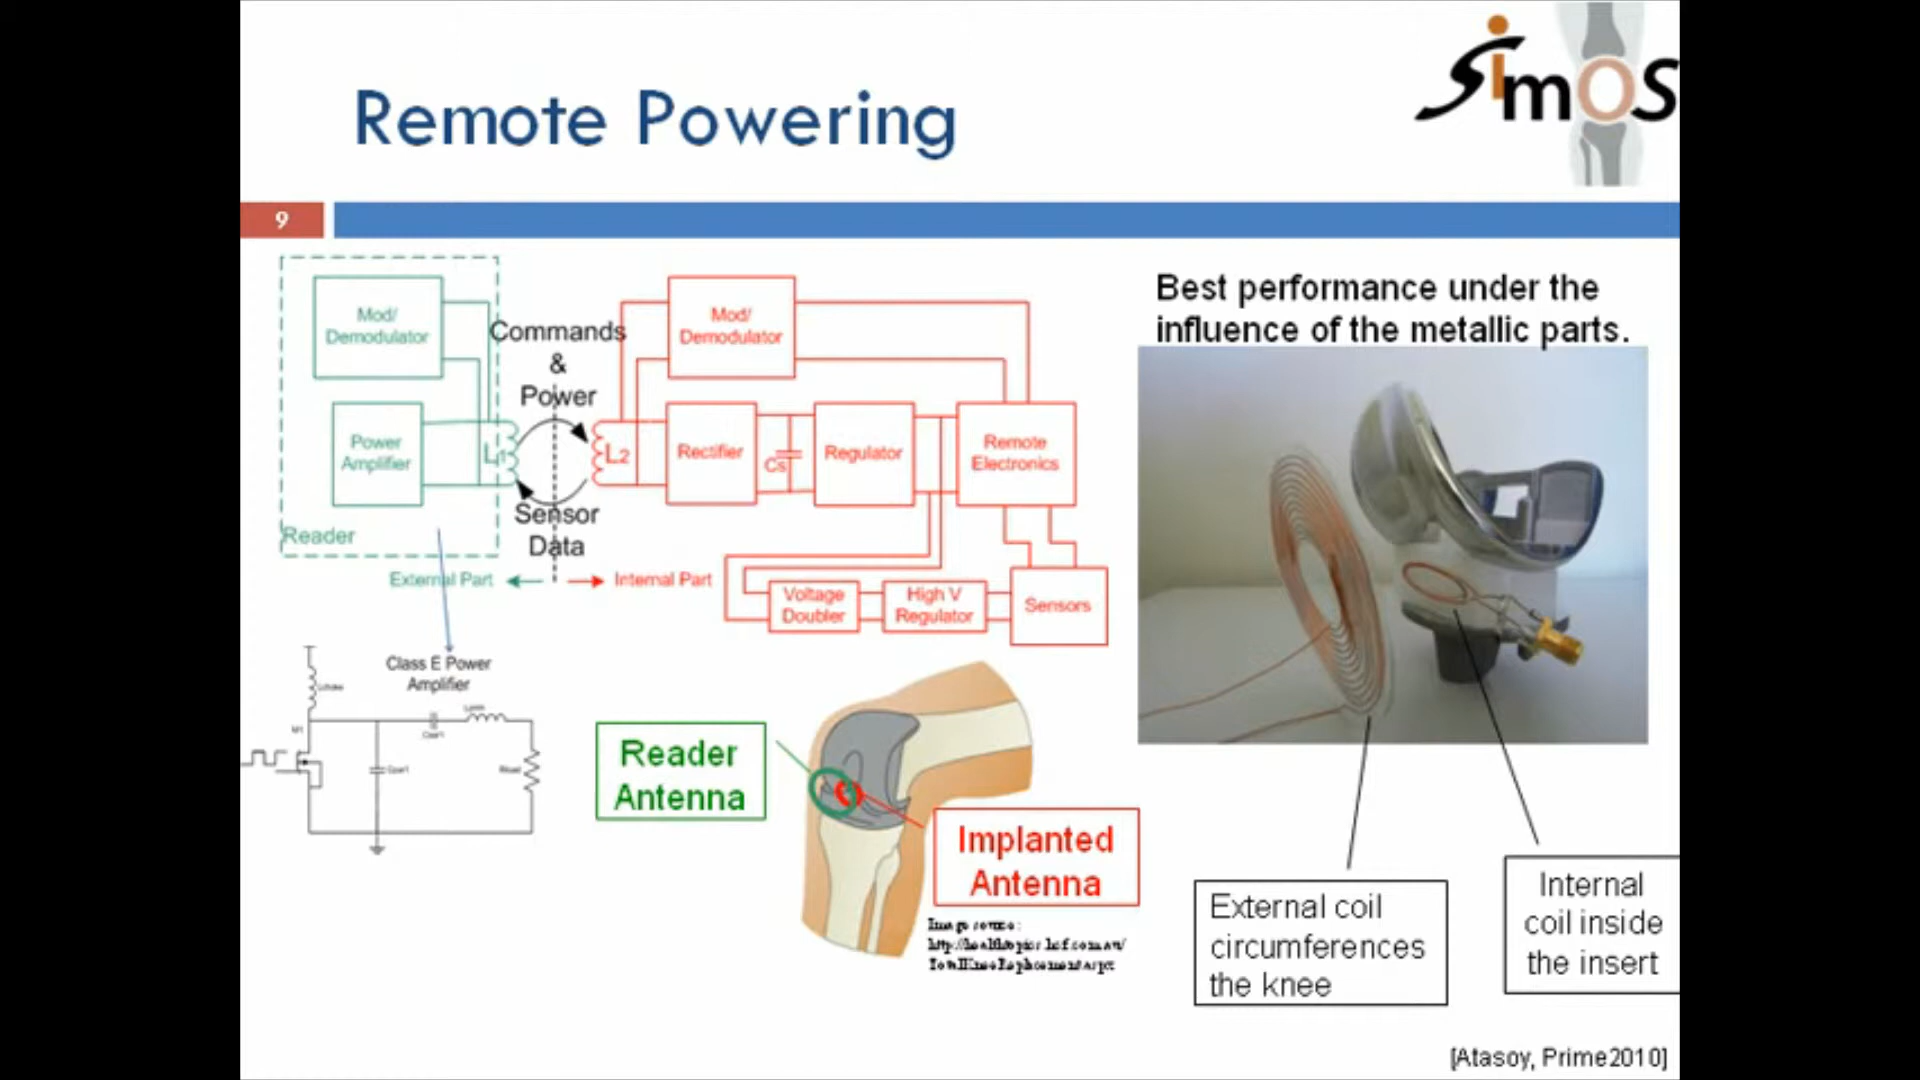 simos
Remote Powering
9
Best performance under the
influence of the metallic parts.
Mod/
Demodulator
Commands
&
Power
Mod/
Demodulator
Power
Amplifier
L1
L2
Rectifier
Cs
Regulator
Remote
Electronics
Reader
Sensor
Data
External Part
Internal Part
Voltage
Doubler
High V
Regulator
Sensors
Class E Power
Amplifier
M1
Reader
Antenna
Implanted
Antenna
Image source:
External coil
circumferences
the knee
Internal
coil inside
the insert
[Atasoy, Prime2010]